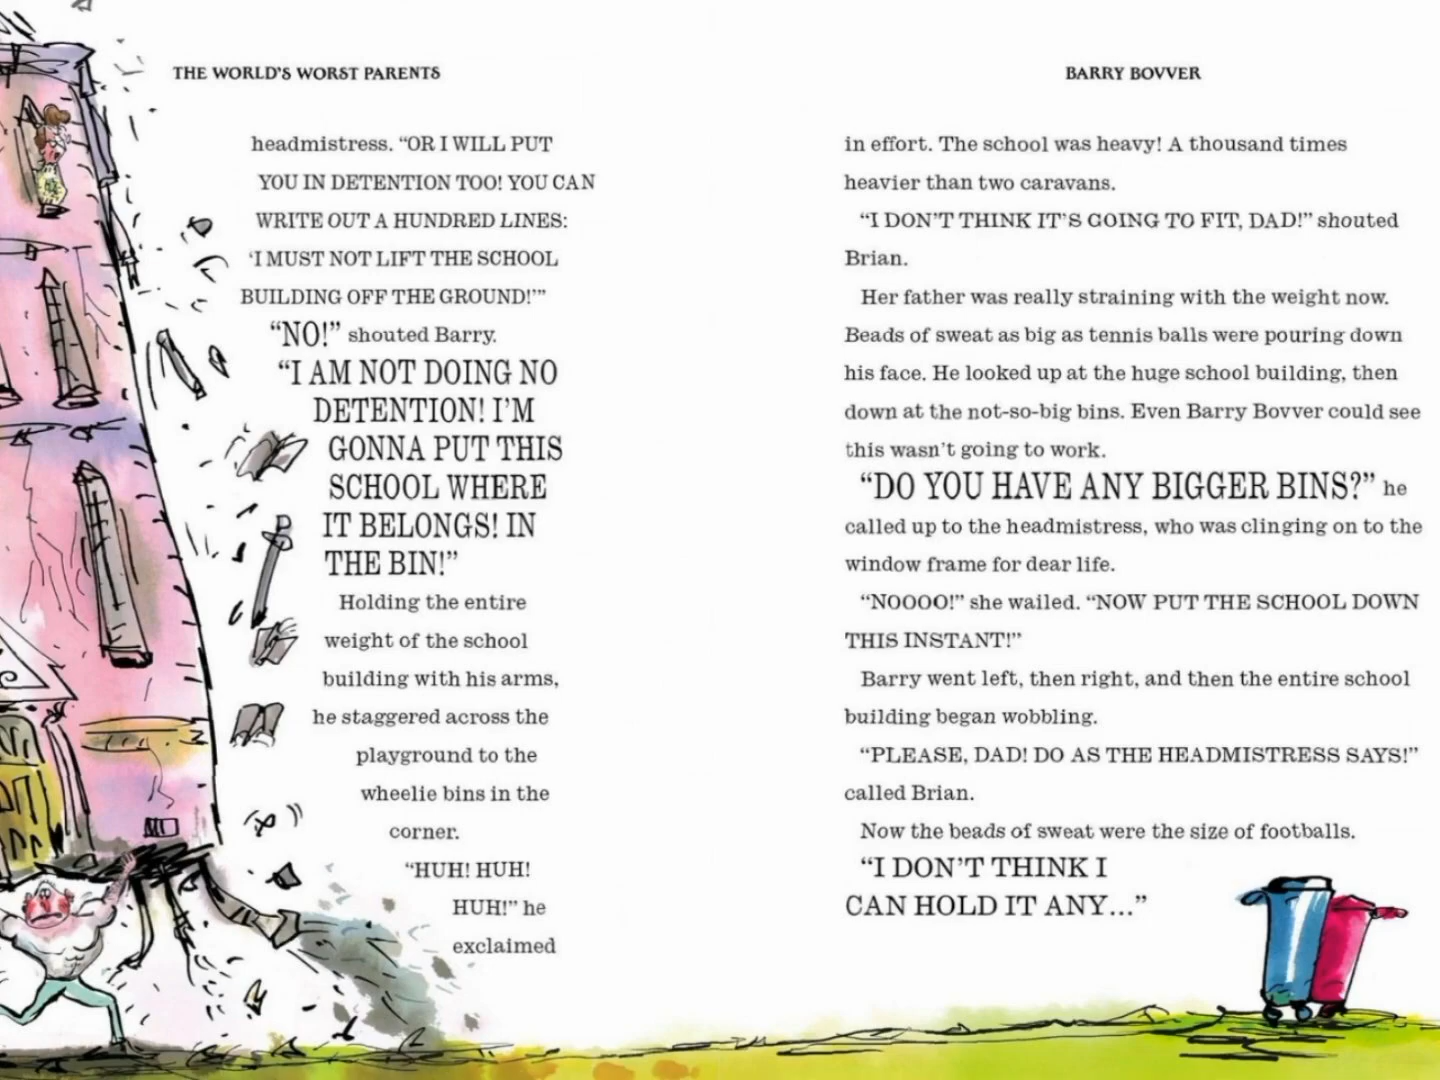 THE WORLD'S WORST PARENTS
headmistress. “OR I WILL PUT
YOU IN DETENTION TOO! YOU CAN
WRITE OUT A HUNDRED LINES:
‘I MUST NOT LIFT THE SCHOOL
BUILDING OFF THE GROUND!’”
“NO!” shouted Barry.
“I AM NOT DOING NO
DETENTION! I’M
GONNA PUT THIS
SCHOOL WHERE
IT BELONGS! IN
THE BIN!”
Holding the entire
weight of the school
building with his arms,
he staggered across the
playground to the
wheelie bins in the
corner.
“HUH! HUH!
HUH!” he
exclaimed
BARRY BOVVER
in effort. The school was heavy! A thousand times
heavier than two caravans.
“I DON’T THINK IT’S GOING TO FIT, DAD!” shouted
Brian.
Her father was really straining with the weight now.
Beads of sweat as big as tennis balls were pouring down
his face. He looked up at the huge school building, then
down at the not-so-big bins. Even Barry Bovver could see
this wasn’t going to work.
“DO YOU HAVE ANY BIGGER BINS?” he
called up to the headmistress, who was clinging on to the
window frame for dear life.
“NOOOO!” she wailed. “NOW PUT THE SCHOOL DOWN
THIS INSTANT!”
Barry went left, then right, and then the entire school
building began wobbling.
“PLEASE, DAD! DO AS THE HEADMISTRESS SAYS!”
called Brian.
Now the beads of sweat were the size of footballs.
“I DON’T THINK I
CAN HOLD IT ANY…”